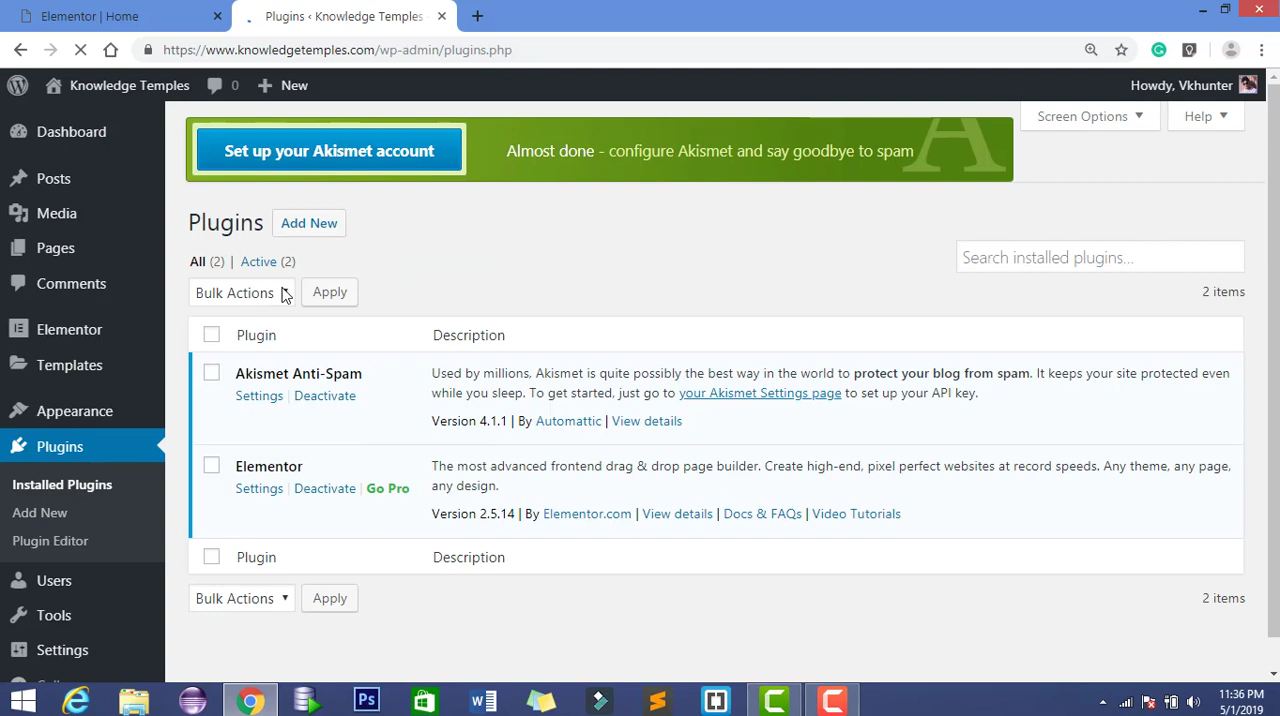 Elementor | Home
Plugins ‹ Knowledge Temples -
https://www.knowledgetemples.com/wp-admin/plugins.php
Knowledge Temples
0
New
Howdy, Vkhunter
Dashboard
Posts
Media
Pages
Comments
Elementor
Templates
Appearance
Plugins
Installed Plugins
Add New
Plugin Editor
Users
Tools
Settings
Set up your Akismet account
Almost done - configure Akismet and say goodbye to spam
A
Screen Options
Help
Plugins
Add New
All (2) | Active (2)
Search installed plugins...
Bulk Actions
Apply
2 items
Plugin
Description
Akismet Anti-Spam
Settings | Deactivate
Used by millions, Akismet is quite possibly the best way in the world to protect your blog from spam. It keeps your site protected even
while you sleep. To get started, just go to your Akismet Settings page to set up your API key.
Version 4.1.1 | By Automattic | View details
Elementor
Settings | Deactivate | Go Pro
The most advanced frontend drag & drop page builder. Create high-end, pixel perfect websites at record speeds. Any theme, any page,
any design.
Version 2.5.14 | By Elementor.com | View details | Docs & FAQs | Video Tutorials
Plugin
Description
Bulk Actions
Apply
2 items
Ps
11:36 PM
5/1/2019